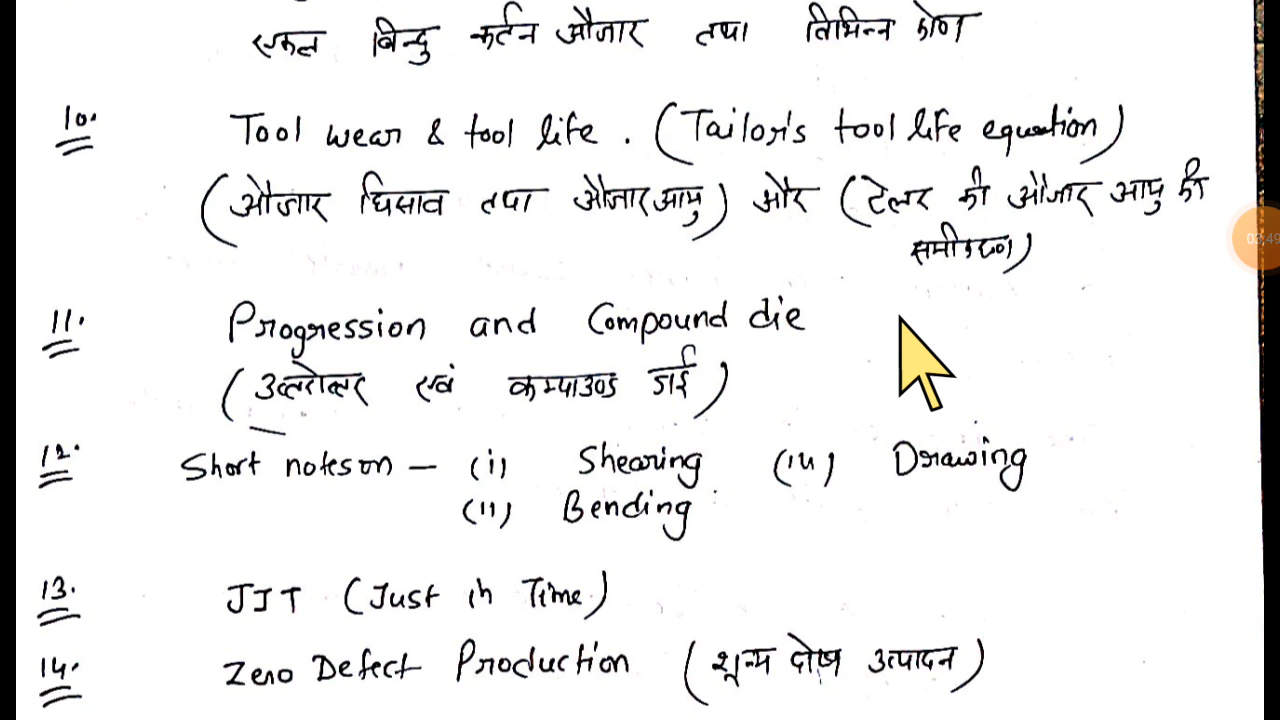 एकल बिन्दु कर्तन औजार तथा विभिन्न कोण
10. Tool wear & tool life. (Tailor's tool life equation)
(औजार घिसाव तथा औजार आयु) और (टेलर की औजार आयु की
समीकरण)
11. Progression and Compound die
(उत्तरोत्तर एवं कम्पाउण्ड डाई)
12. Short notes on - (i) Shearing (iii) Drawing
(ii) Bending
13. JIT (Just in Time)
14. Zero Defect Production (शून्य दोष उत्पादन)